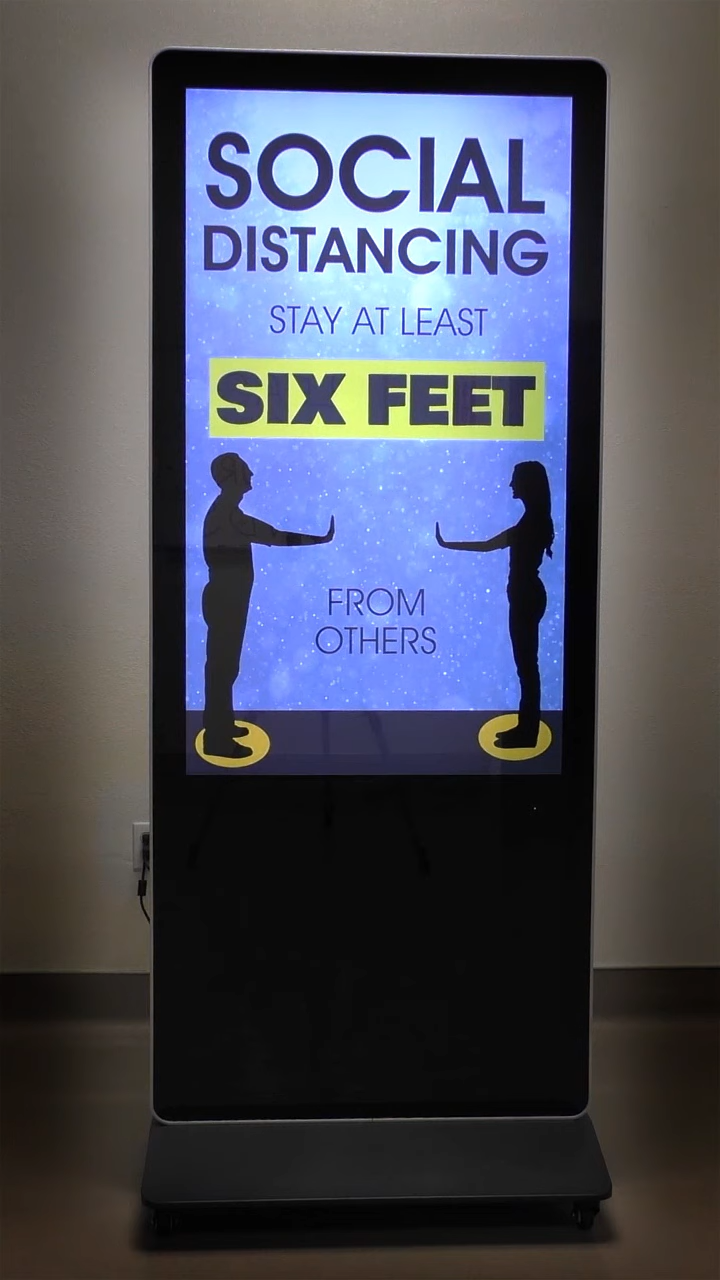 SOCIAL
DISTANCING
STAY AT LEAST
SIX FEET
FROM
OTHERS